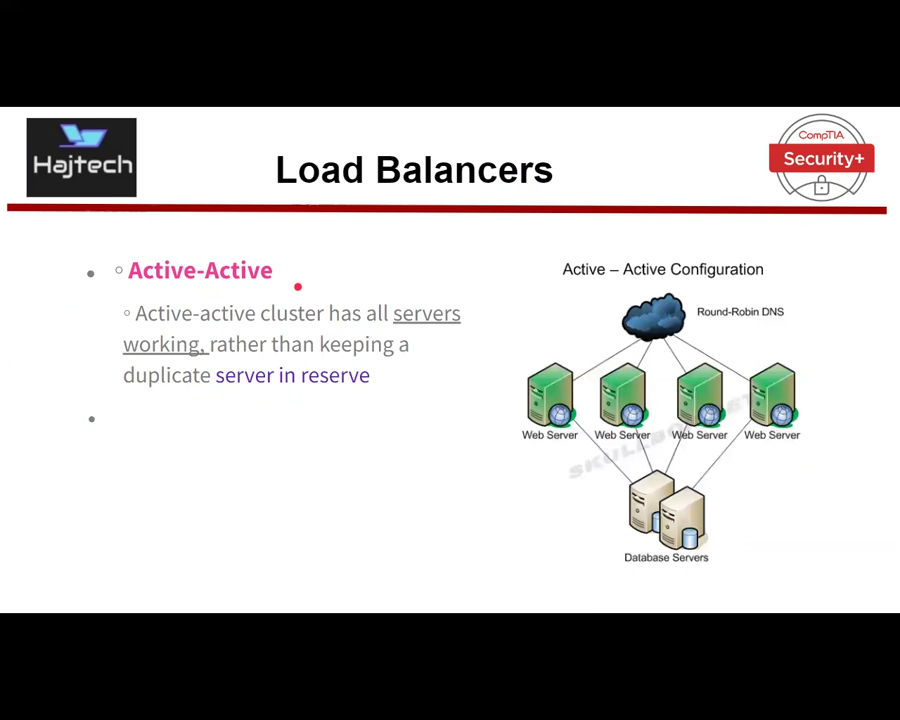 Hajtech
Load Balancers
CompTIA
Security+
Active-Active
Active-active cluster has all servers
working, rather than keeping a
duplicate server in reserve
Active – Active Configuration
Round-Robin DNS
Web Server
Web Server
Web Server
Web Server
Database Servers